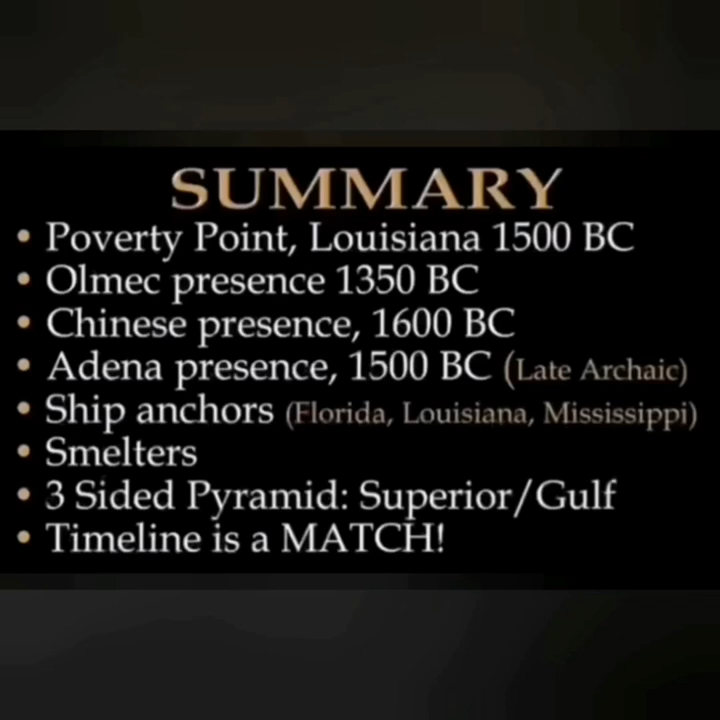 SUMMARY
• Poverty Point, Louisiana 1500 BC
• Olmec presence 1350 BC
• Chinese presence, 1600 BC
• Adena presence, 1500 BC (Late Archaic)
• Ship anchors (Florida, Louisiana, Mississippi)
• Smelters
• 3 Sided Pyramid: Superior/Gulf
• Timeline is a MATCH!